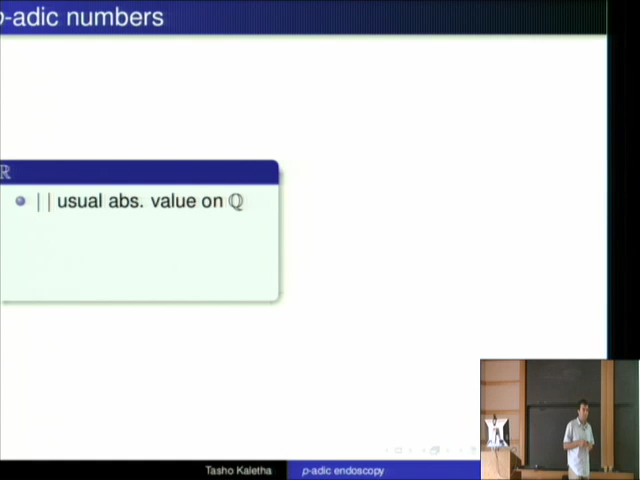 p-adic numbers
ℝ
| | usual abs. value on ℚ
Tasho Kaletha
p-adic endoscopy